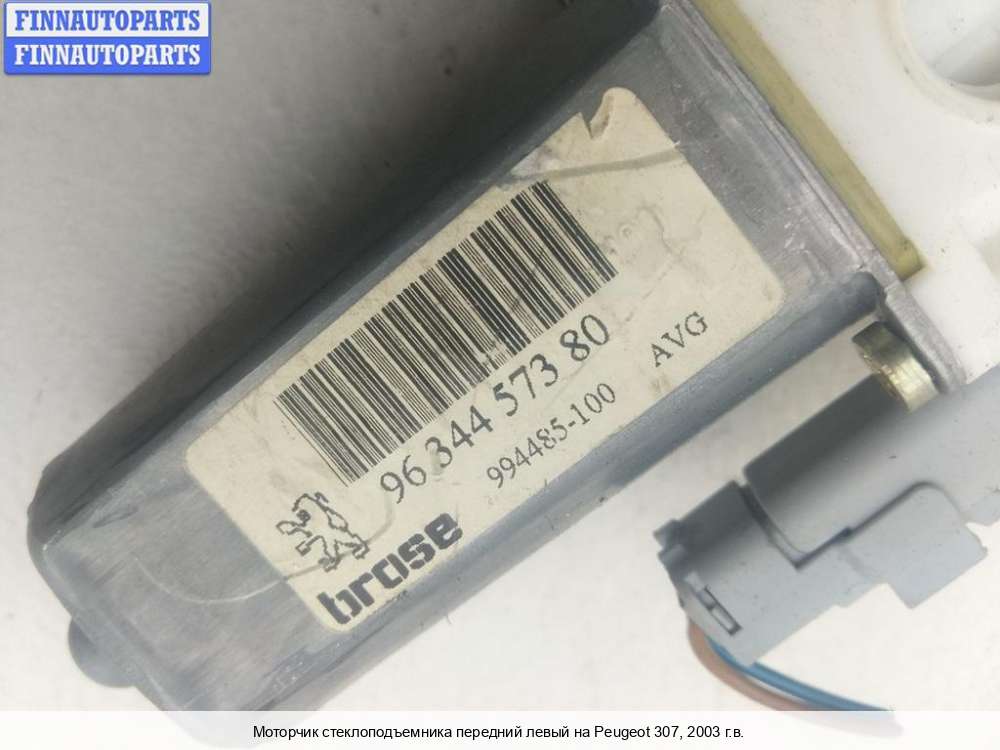 FINNAUTOPARTS
FINNAUTOPARTS
96 344 573 80
994485-100
AVG
brose
Моторчик стеклоподъемника передний левый на Peugeot 307, 2003 г.в.